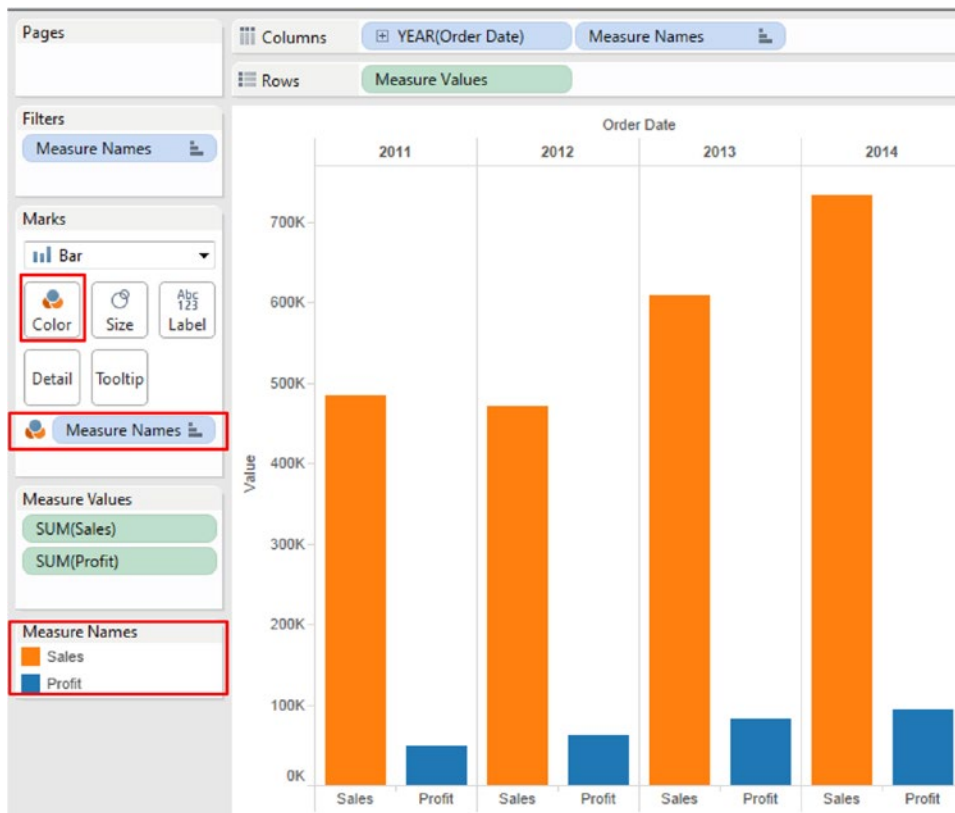 Pages
Columns YEAR(Order Date) Measure Names
Rows Measure Values
Filters
Measure Names
Marks
Bar
Color Size Abc 123 Label
Detail Tooltip
Measure Names
Measure Values
SUM(Sales)
SUM(Profit)
Measure Names
Sales
Profit
Order Date
2011 2012 2013 2014
700K
600K
500K
400K
300K
200K
100K
0K
Value
Sales Profit Sales Profit Sales Profit Sales Profit